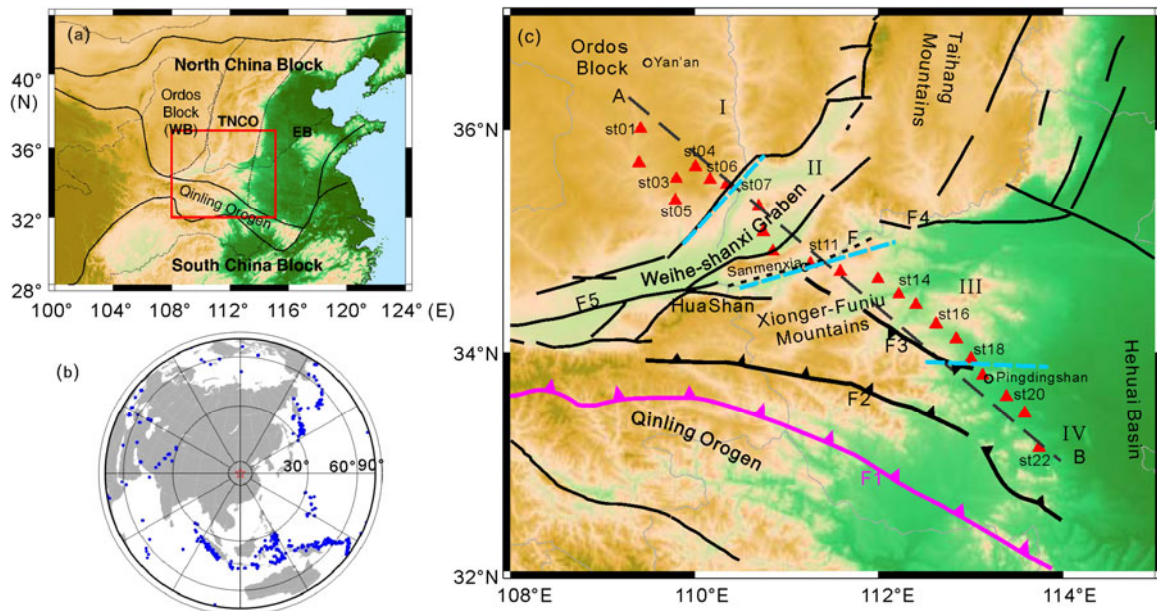 (a)
North China Block
40°
(N)
Ordos
Block
(WB)
TNCO
EB
36°
Qinling Orogen
32°
South China Block
28°
100° 104° 108° 112° 116° 120° 124° (E)
(b)
30° 60° 90°
(c)
Ordos
Block
Yan'an
Taihang
Mountains
A
I
36°N
st01
st04
st06
II
st03
st07
st05
F4
Weihe-shanxi Graben
st11
F
Sanmenxia
st14
III
F5
HuaShan
Xionger-Funiu
Mountains
st16
F3
st18
34°N
Pingdingshan
Hehuai Basin
F2
st20
Qinling Orogen
IV
B
st22
F1
32°N
108°E 110°E 112°E 114°E